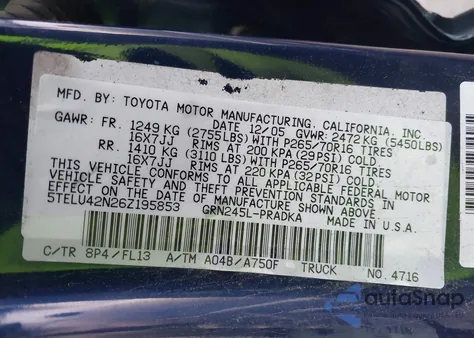 MFD. BY: TOYOTA MOTOR MANUFACTURING, CALIFORNIA, INC.
DATE 12/05 GVWR: 2472 KG (5450LBS)
GAWR: FR. 1249 KG (2755LBS) WITH P265/70R16 TIRES
16X7JJ RIMS AT 200 KPA (29PSI) COLD.
RR. 1410 KG (3110 LBS) WITH P265/70R16 TIRES
16X7JJ RIMS AT 220 KPA (32PSI) COLD.
THIS VEHICLE CONFORMS TO ALL APPLICABLE FEDERAL MOTOR
VEHICLE SAFETY AND THEFT PREVENTION STANDARDS IN
EFFECT ON THE DATE OF MANUFACTURE SHOWN ABOVE.
5TELU42N26Z195853 GRN245L-PRADKA MADE IN U.S.A.
C/TR 8P4/FL13 A/TM A04B/A750F TRUCK NO. 4716
autoSnap